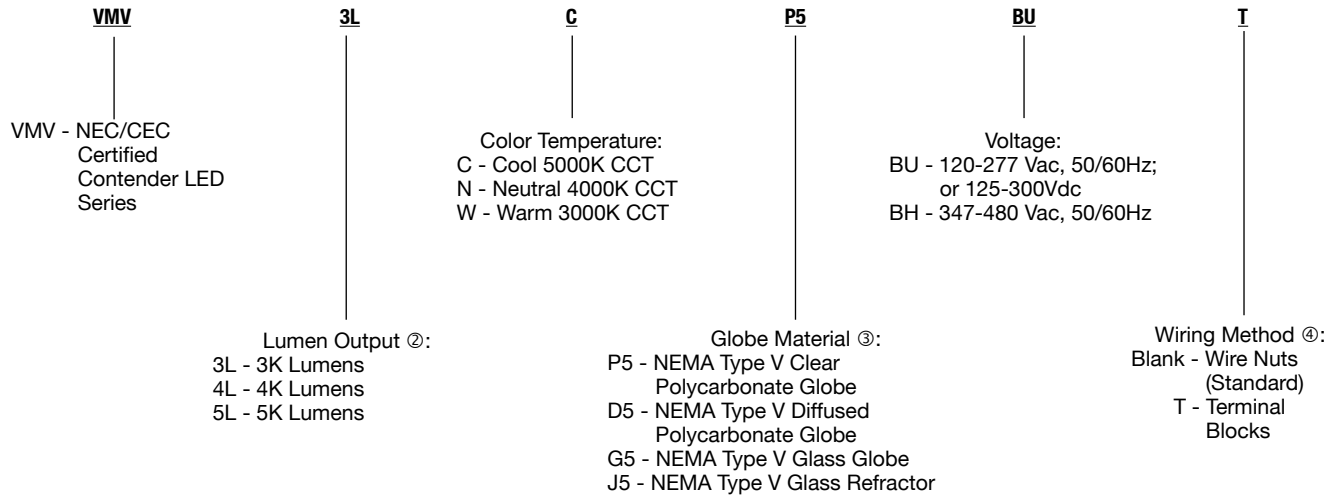 VMV 3L C P5 BU T
VMV - NEC/CEC
Certified
Contender LED
Series
Color Temperature:
C - Cool 5000K CCT
N - Neutral 4000K CCT
W - Warm 3000K CCT
Voltage:
BU - 120-277 Vac, 50/60Hz;
or 125-300Vdc
BH - 347-480 Vac, 50/60Hz
Lumen Output ②:
3L - 3K Lumens
4L - 4K Lumens
5L - 5K Lumens
Globe Material ③:
P5 - NEMA Type V Clear
Polycarbonate Globe
D5 - NEMA Type V Diffused
Polycarbonate Globe
G5 - NEMA Type V Glass Globe
J5 - NEMA Type V Glass Refractor
Wiring Method ④:
Blank - Wire Nuts
(Standard)
T - Terminal
Blocks